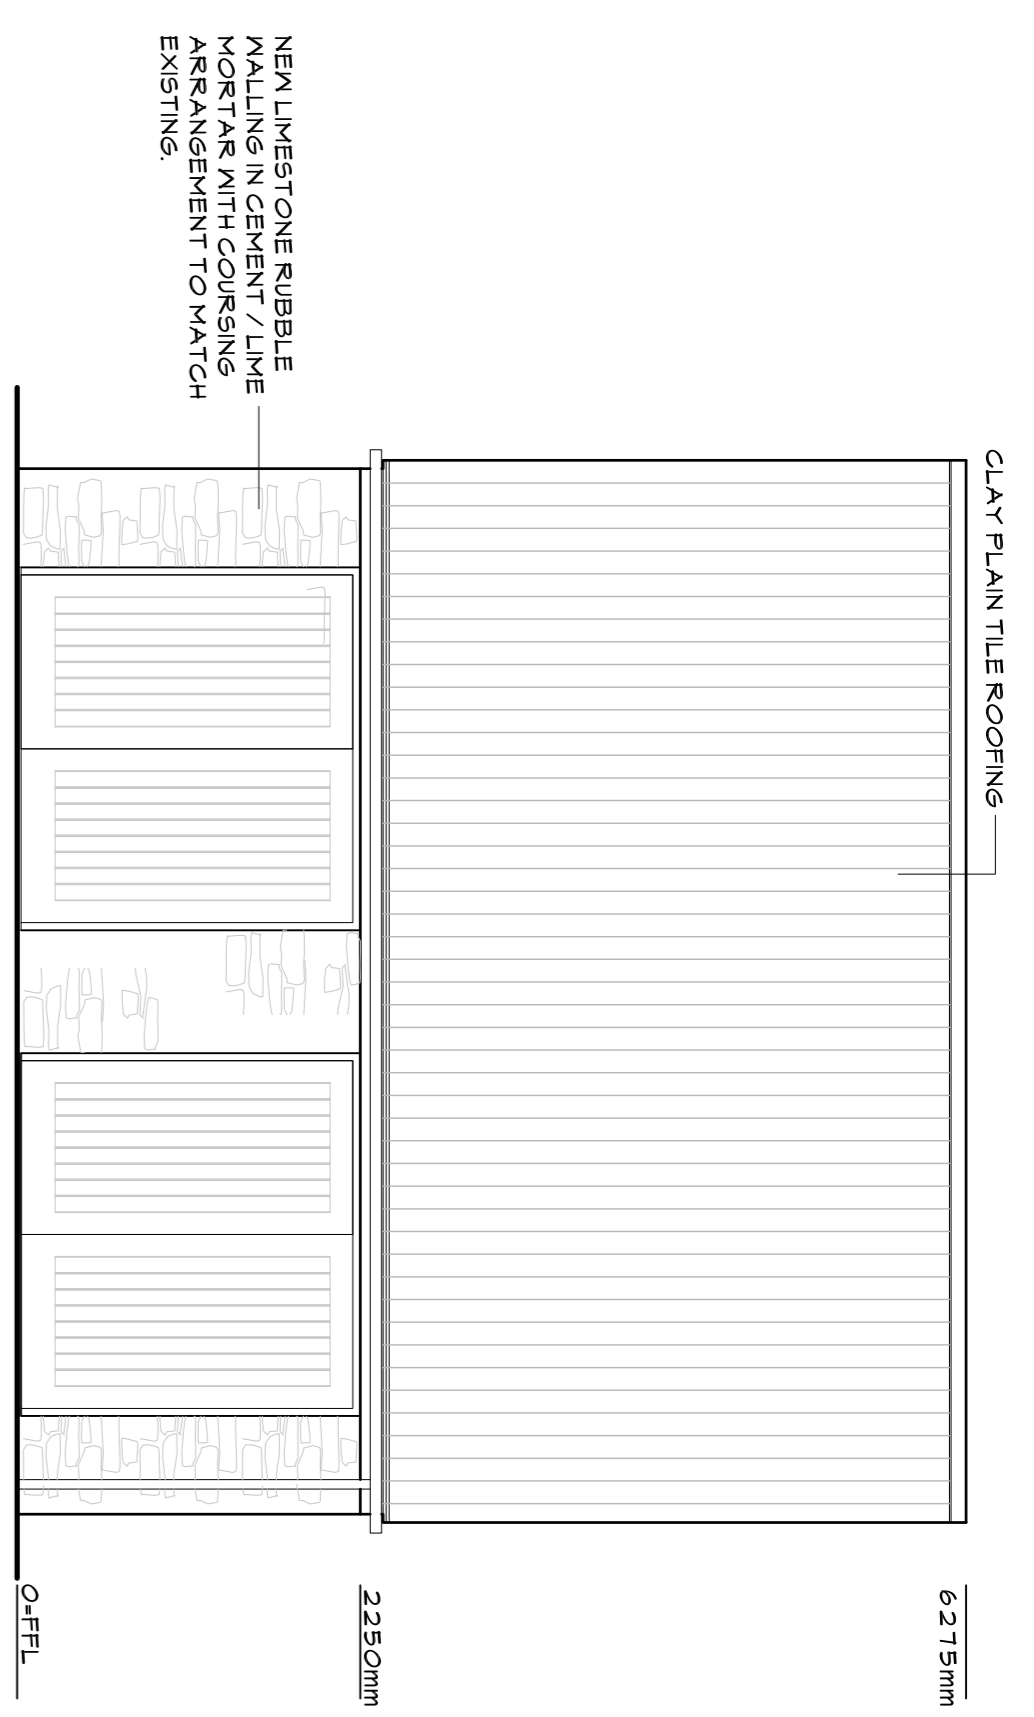 CLAY PLAIN TILE ROOFING
NEW LIMESTONE RUBBLE
WALLING IN CEMENT / LIME
MORTAR WITH COURSING
ARRANGEMENT TO MATCH
EXISTING.
6275mm
2250mm
0=FFL